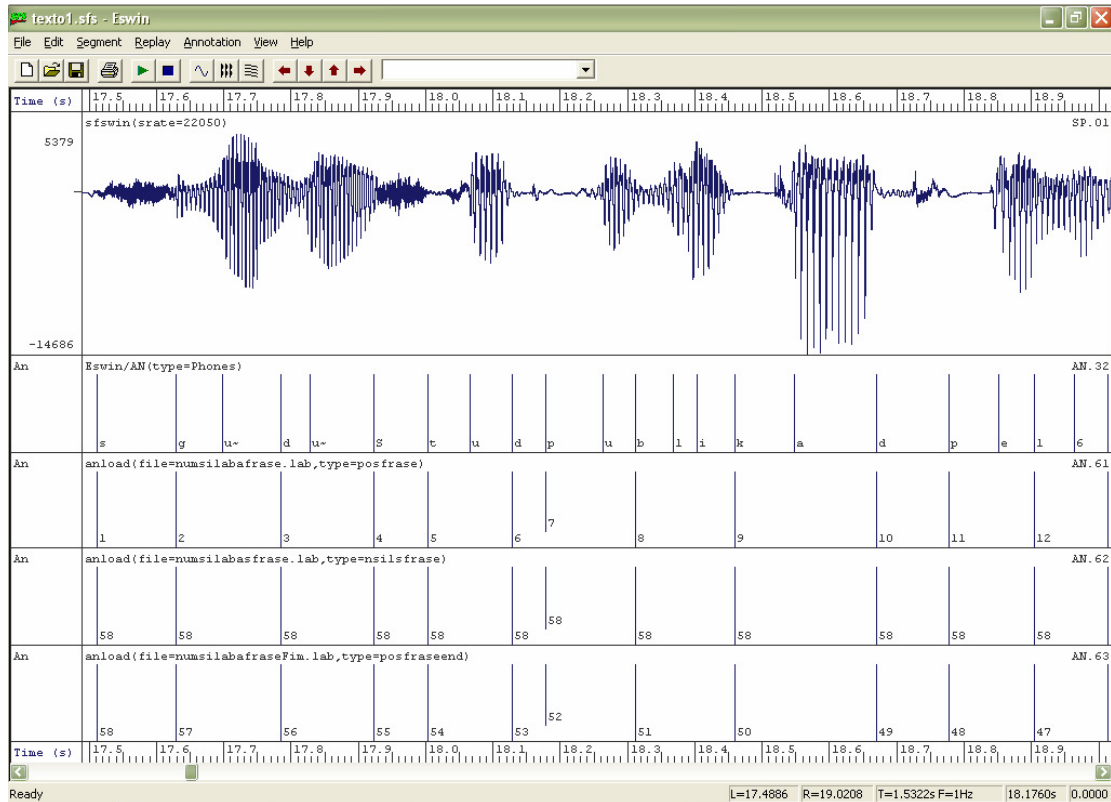 texto1.sfs - Eswin
File Edit Segment Replay Annotation View Help
Time (s) 17.5 17.6 17.7 17.8 17.9 18.0 18.1 18.2 18.3 18.4 18.5 18.6 18.7 18.8 18.9
sfswin(srate=22050) SP.01
5379
-14686
An Eswin/AN(type=Phones) AN.32
s g u~ d u~ S t u d p u b l i k a d p e l 6
An anload(file=numsilabafrase.lab,type=posfrase) AN.61
1 2 3 4 5 6 7 8 9 10 11 12
An anload(file=numsilabasfrase.lab,type=nsilsfrase) AN.62
58 58 58 58 58 58 58 58 58 58 58 58
An anload(file=numsilabafraseFim.lab,type=posfraseend) AN.63
58 57 56 55 54 53 52 51 50 49 48 47
Time (s) 17.5 17.6 17.7 17.8 17.9 18.0 18.1 18.2 18.3 18.4 18.5 18.6 18.7 18.8 18.9
Ready L=17.4886 R=19.0208 T=1.5322s F=1Hz 18.1760s 0.0000